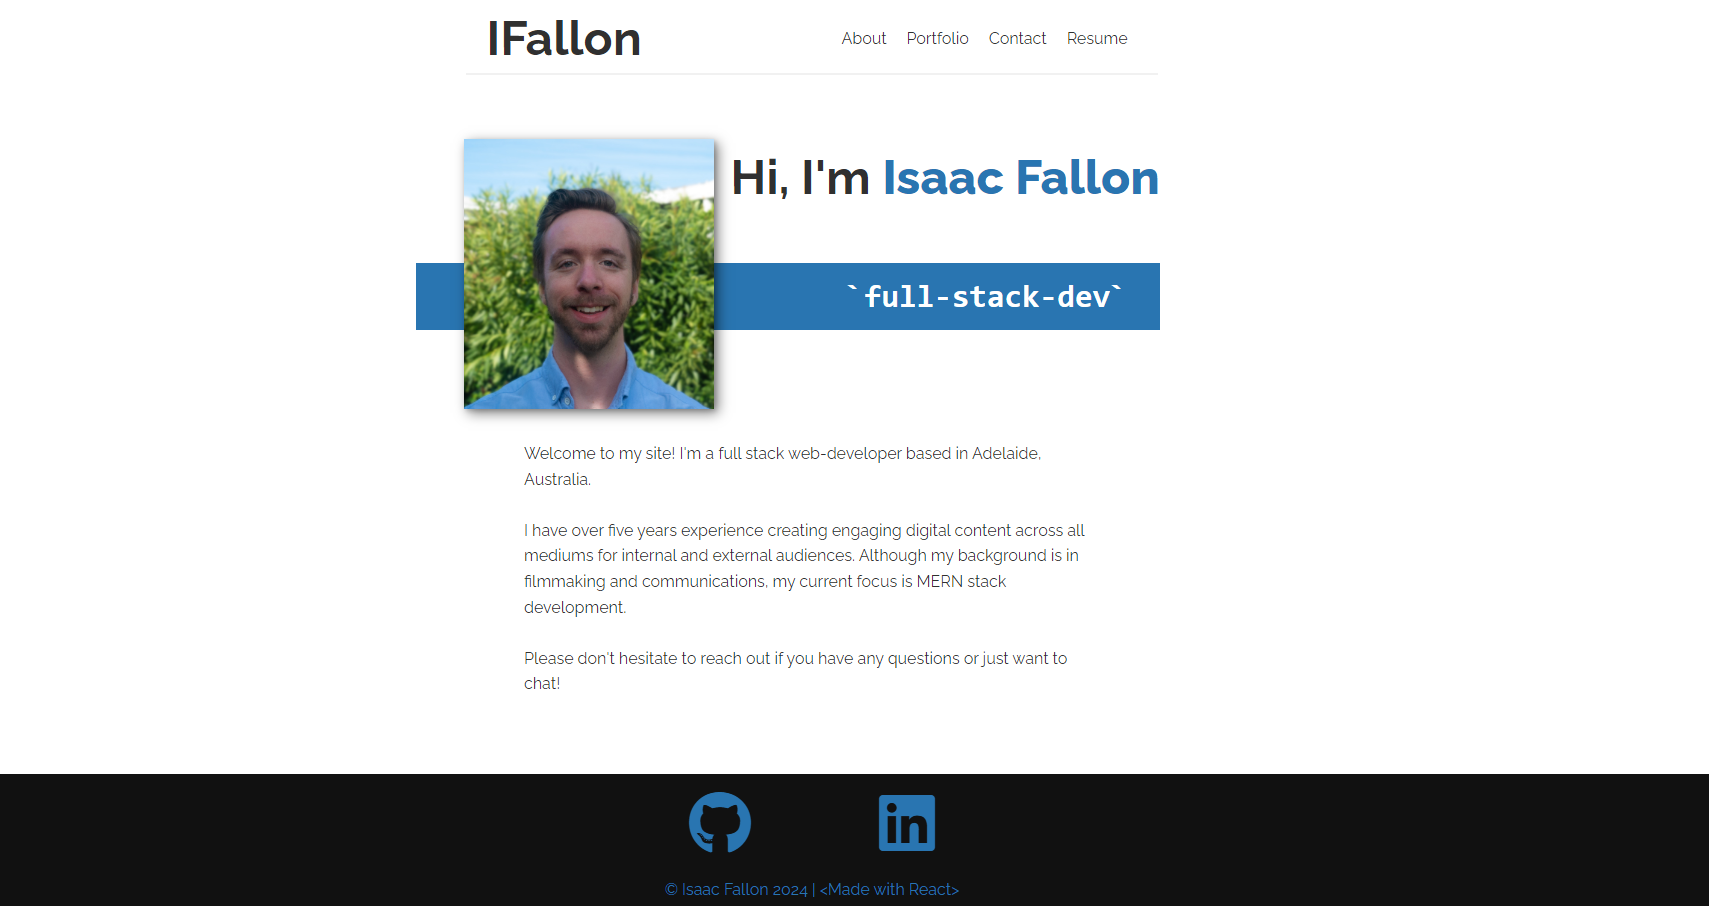 IFallon
About Portfolio Contact Resume
Hi, I'm Isaac Fallon
`full-stack-dev`
Welcome to my site! I'm a full stack web-developer based in Adelaide,
Australia.
I have over five years experience creating engaging digital content across all
mediums for internal and external audiences. Although my background is in
filmmaking and communications, my current focus is MERN stack
development.
Please don't hesitate to reach out if you have any questions or just want to
chat!
in
© Isaac Fallon 2024 | <Made with React>